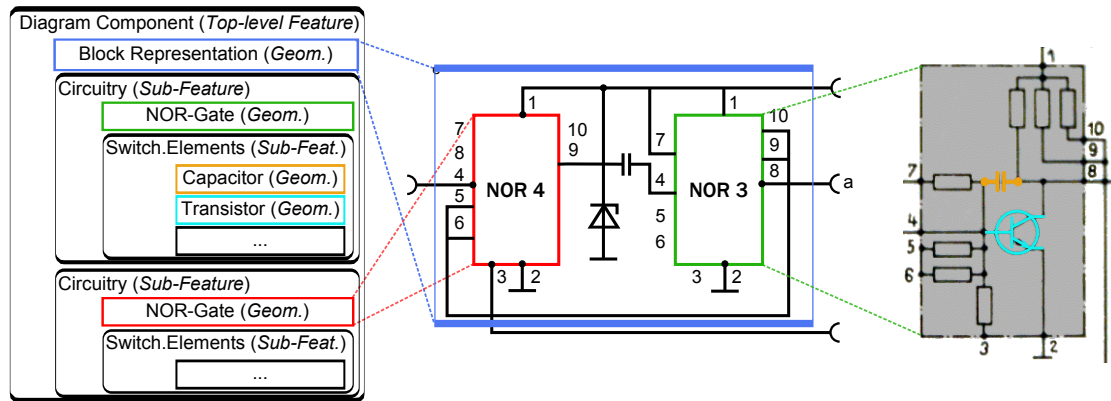 Diagram Component (Top-level Feature)
Block Representation (Geom.)
Circuitry (Sub-Feature)
NOR-Gate (Geom.)
Switch.Elements (Sub-Feat.)
Capacitor (Geom.)
Transistor (Geom.)
...
Circuitry (Sub-Feature)
NOR-Gate (Geom.)
Switch.Elements (Sub-Feat.)
...
1
7
8
4
5
6
10
9
NOR 4
3
2
1
7
4
5
6
10
9
8
NOR 3
3
2
a
1
10
9
8
7
4
5
6
3
2